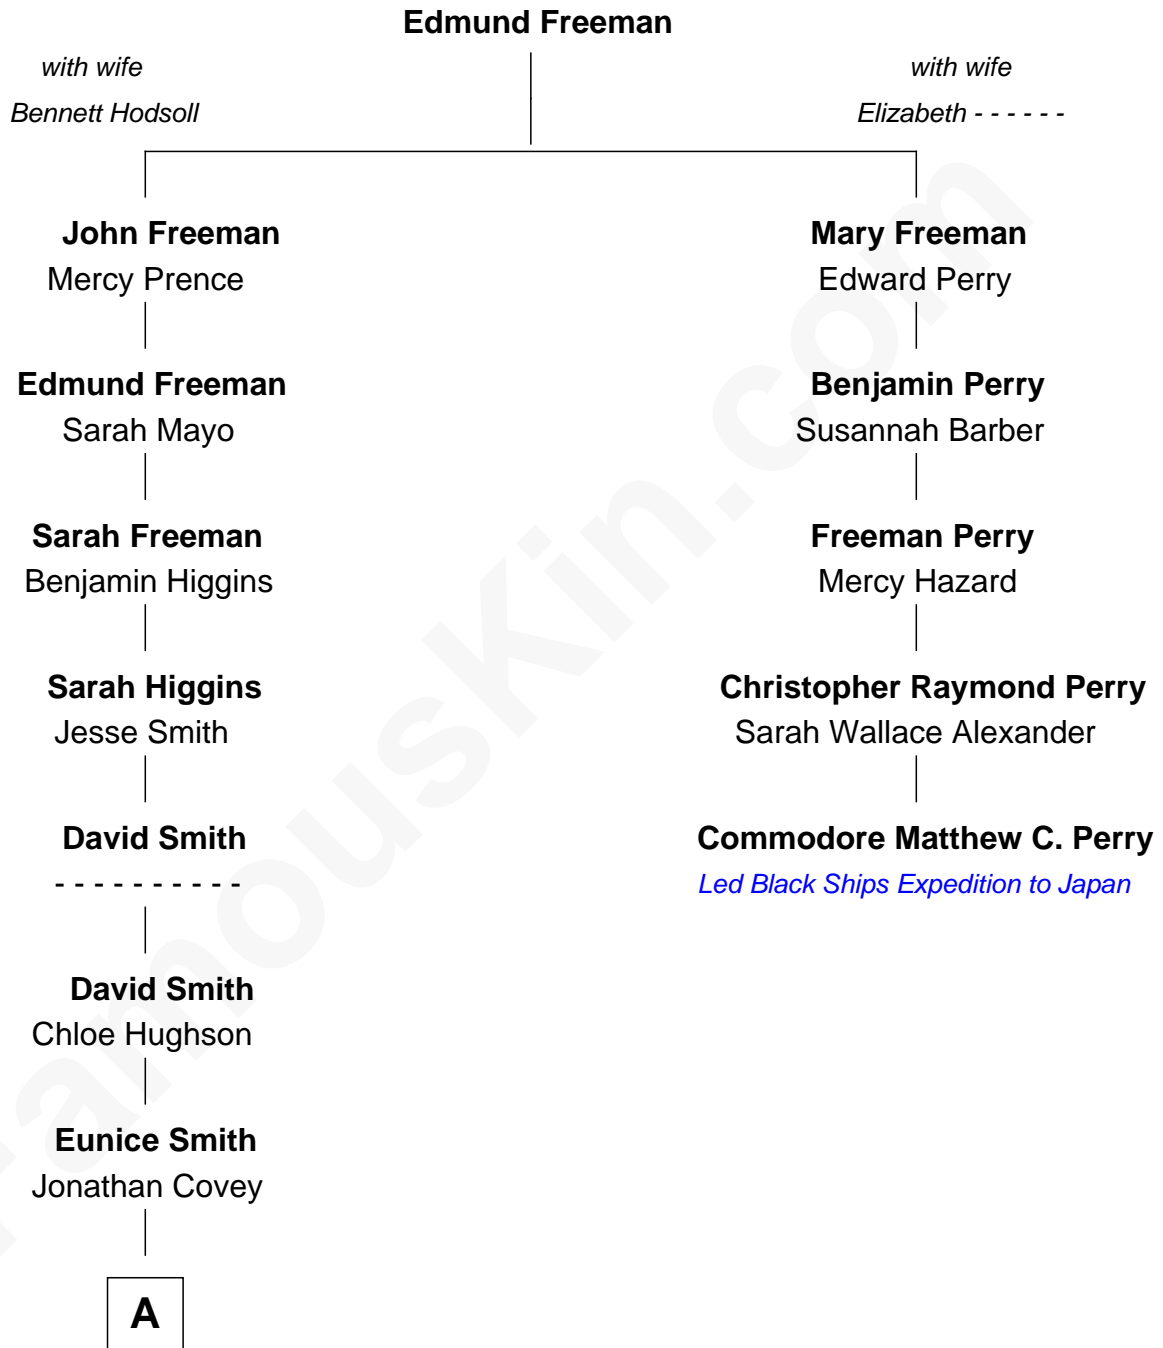 Edmund Freeman
with wife
Bennett Hodsoll
with wife
Elizabeth - - - - - -
John Freeman
Mercy Prence
Mary Freeman
Edward Perry
Edmund Freeman
Sarah Mayo
Benjamin Perry
Susannah Barber
Sarah Freeman
Benjamin Higgins
Freeman Perry
Mercy Hazard
Sarah Higgins
Jesse Smith
Christopher Raymond Perry
Sarah Wallace Alexander
David Smith
- - - - - - - - - -
Commodore Matthew C. Perry
Led Black Ships Expedition to Japan
David Smith
Chloe Hughson
Eunice Smith
Jonathan Covey
A
FamousKin.com